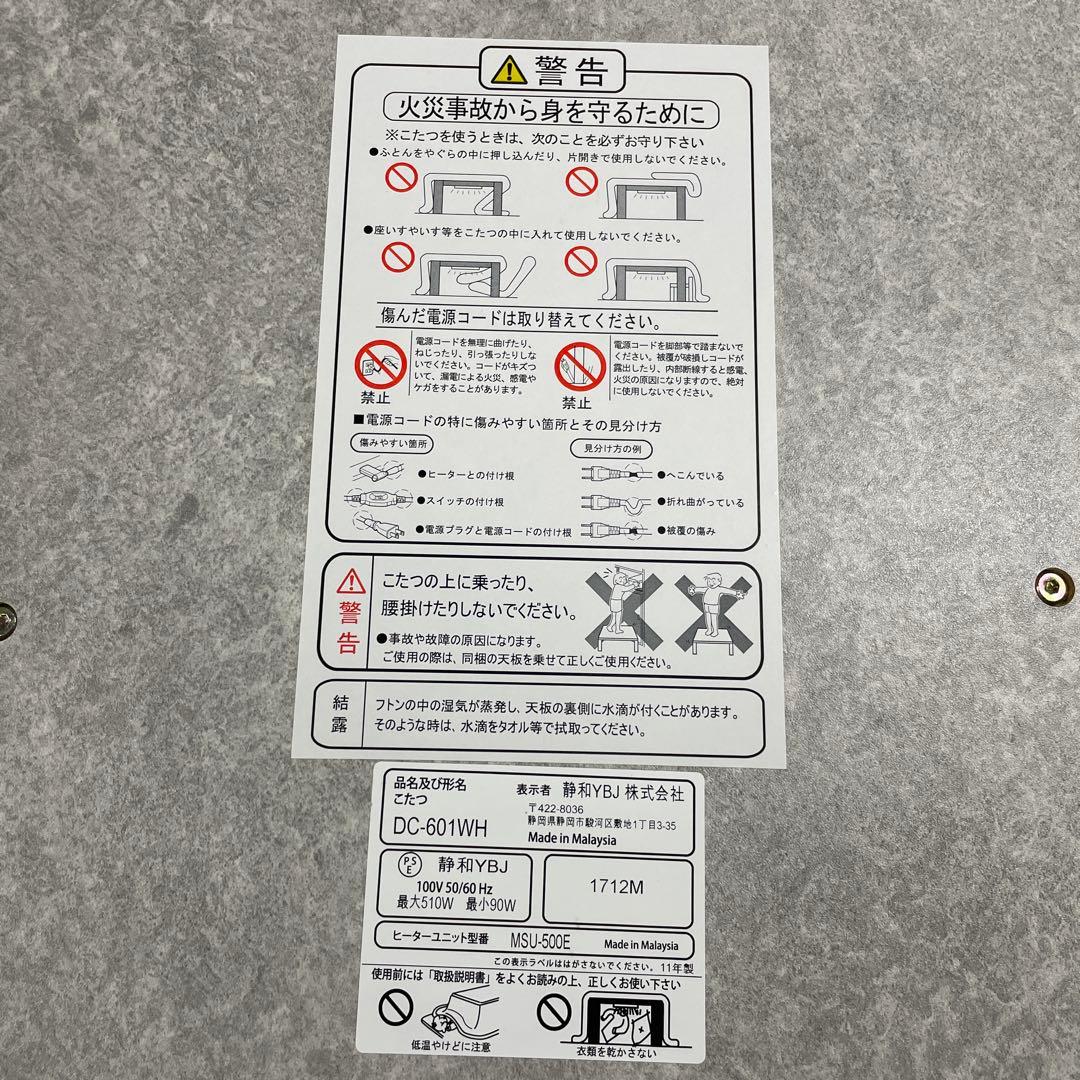 警告
火災事故から身を守るために
※こたつを使うときは、次のことを必ずお守り下さい
●ふとんをやぐらの中に押し込んだり、片開きで使用しないでください。
●座いすやいす等をこたつの中に入れて使用しないでください。
傷んだ電源コードは取り替えてください。
電源コードを無理に曲げたり、
ねじったり、引っ張ったりしな
いでください。コードがキズつ
いて、漏電による火災、感電や
ケガをすることがあります。
禁止
電源コードを脚部等で踏まないで
ください。被覆が破損しコードが
露出したり、内部断線すると感電、
火災の原因になりますので、絶対
に使用しないでください。
禁止
■電源コードの特に傷みやすい箇所とその見分け方
傷みやすい箇所
●ヒーターとの付け根
●スイッチの付け根
●電源プラグと電源コードの付け根
見分け方の例
●へこんでいる
●折れ曲がっている
●被覆の傷み
警告
こたつの上に乗ったり、
腰掛けたりしないでください。
●事故や故障の原因になります。
ご使用の際は、同梱の天板を乗せて正しくご使用ください。
結露
フトンの中の湿気が蒸発し、天板の裏側に水滴が付くことがあります。
そのような時は、水滴をタオル等で拭取ってください。
品名及び形名
こたつ
DC-601WH
表示者 静和YBJ 株式会社
〒422-8036
静岡県静岡市駿河区敷地1丁目3-35
Made in Malaysia
PSE 静和YBJ
100V 50/60 Hz
最大510W 最小90W
1712M
ヒーターユニット型番 MSU-500E Made in Malaysia
この表示ラベルははがさないでください。11年製
使用前には「取扱説明書」をよくお読みの上、正しくお使い下さい
低温やけどに注意
衣類を乾かさない